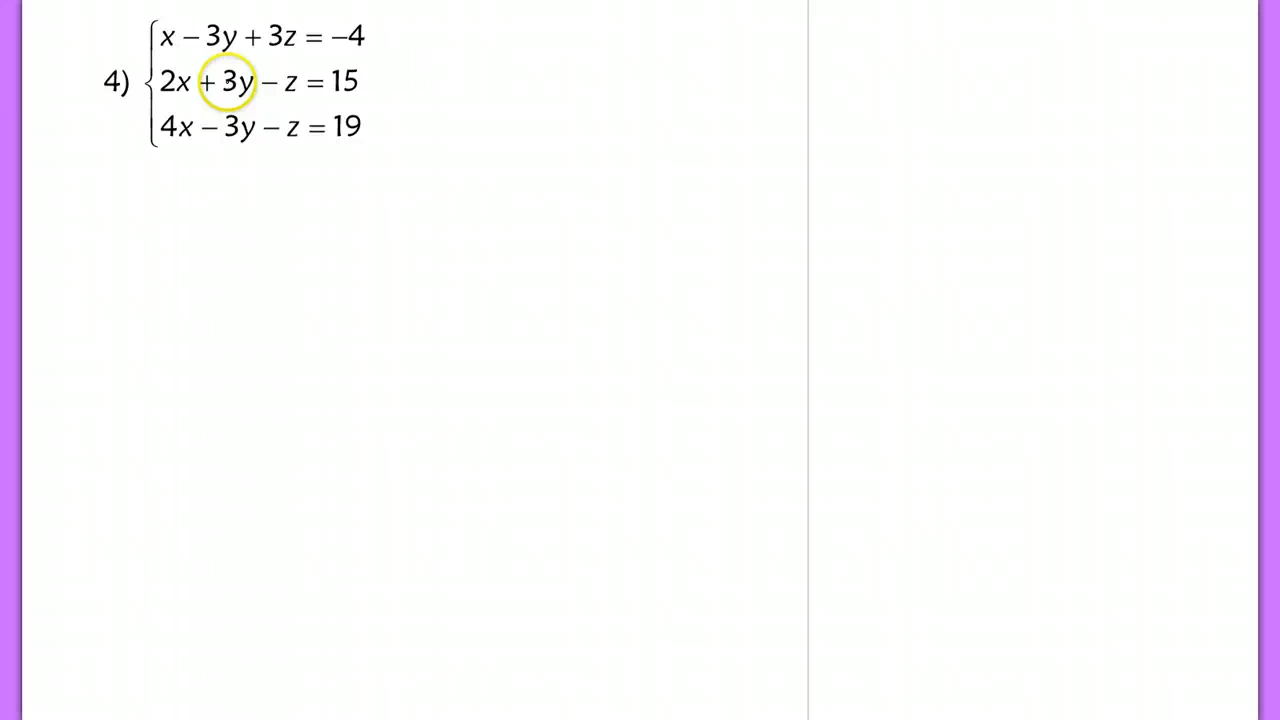 x − 3y + 3z = −4
4) 2x + 3y − z = 15
4x − 3y − z = 19